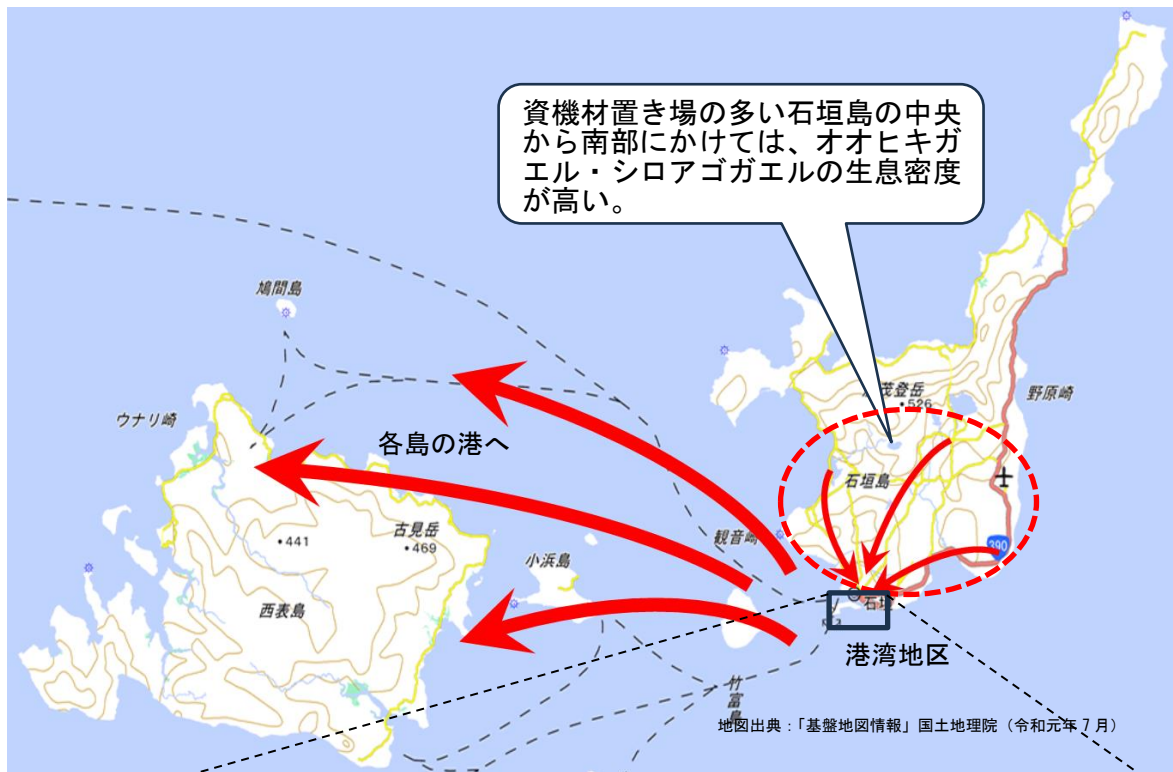 資機材置き場の多い石垣島の中央
から南部にかけては、オオヒキガ
エル・シロアゴガエルの生息密度
が高い。
鳩間島
茂登岳
•526
野原崎
ウナリ崎
各島の港へ
石垣島
観音崎
390
古見岳
•441
•469
小浜島
西表島
石垣
港湾地区
竹富島
地図出典：「基盤地図情報」国土地理院（令和元年７月）